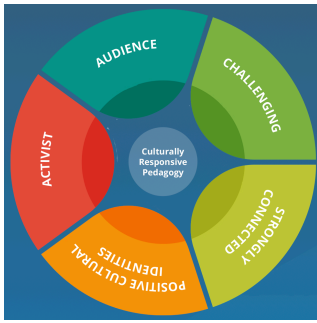 AUDIENCE
CHALLENGING
STRONGLY
CONNECTED
POSITIVE CULTURAL
IDENTITIES
ACTIVIST
Culturally
Responsive
Pedagogy